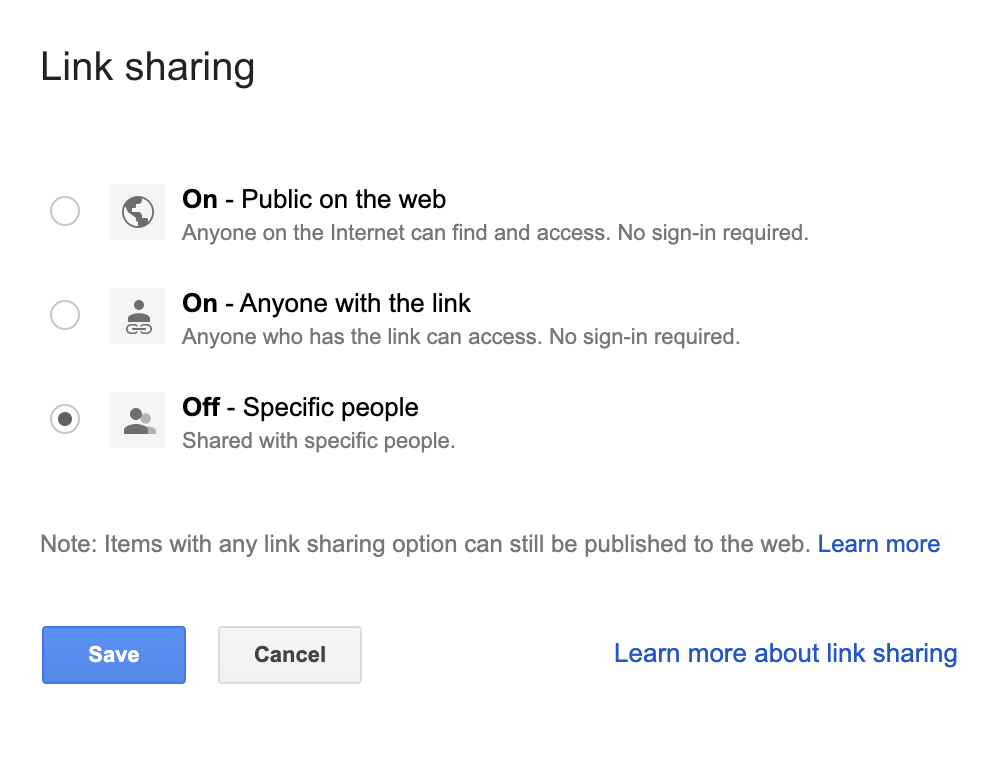 Link sharing
On - Public on the web
Anyone on the Internet can find and access. No sign-in required.
On - Anyone with the link
Anyone who has the link can access. No sign-in required.
Off - Specific people
Shared with specific people.
Note: Items with any link sharing option can still be published to the web. Learn more
Save Cancel Learn more about link sharing